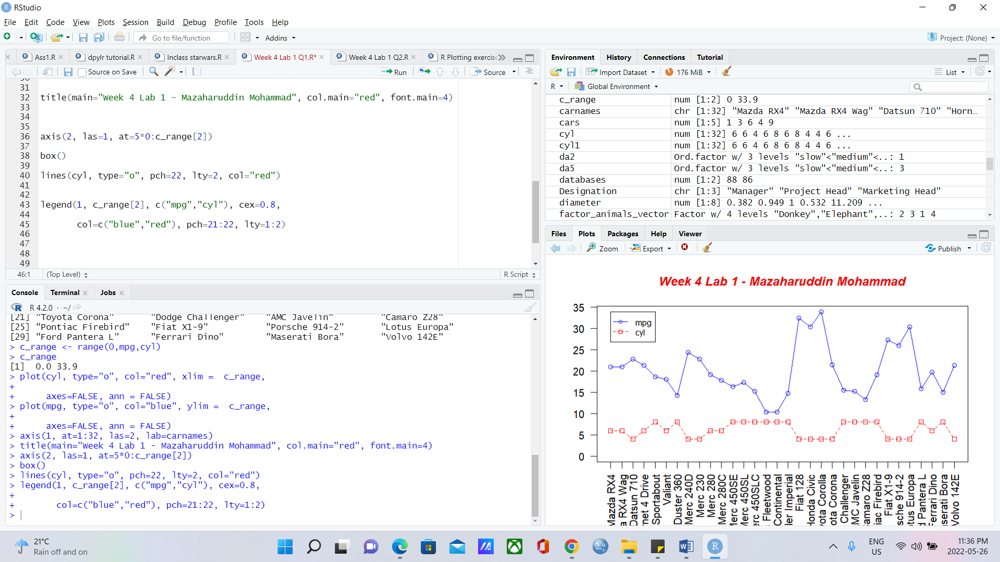 RStudio
File Edit Code View Plots Session Build Debug Profile Tools Help
Go to file/function Addins Project: (None)
Ass1.R dpylr tutorial.R Inclass starwars.R Week 4 Lab 1 Q1.R* Week 4 Lab 1 Q2.R R Plotting exercise
Source on Save Run Source
31
32 title(main="Week 4 Lab 1 - Mazaharuddin Mohammad", col.main="red", font.main=4)
33
34
35
36 axis(2, las=1, at=5*0:c_range[2])
37
38 box()
39
40 lines(cyl, type="o", pch=22, lty=2, col="red")
41
42
43 legend(1, c_range[2], c("mpg","cyl"), cex=0.8,
44
45 col=c("blue","red"), pch=21:22, lty=1:2)
46
47
48
49
46:1 (Top Level) R Script
Console Terminal Jobs
R 4.2.0 · ~/
[21] "Toyota Corona" "Dodge Challenger" "AMC Javelin" "Camaro Z28"
[25] "Pontiac Firebird" "Fiat X1-9" "Porsche 914-2" "Lotus Europa"
[29] "Ford Pantera L" "Ferrari Dino" "Maserati Bora" "Volvo 142E"
> c_range <- range(0,mpg,cyl)
> c_range
[1] 0.0 33.9
> plot(cyl, type="o", col="red", xlim = c_range,
+
+ axes=FALSE, ann = FALSE)
> plot(mpg, type="o", col="blue", ylim = c_range,
+
+ axes=FALSE, ann = FALSE)
> axis(1, at=1:32, las=2, lab=carnames)
> title(main="Week 4 Lab 1 - Mazaharuddin Mohammad", col.main="red", font.main=4)
> axis(2, las=1, at=5*0:c_range[2])
> box()
> lines(cyl, type="o", pch=22, lty=2, col="red")
> legend(1, c_range[2], c("mpg","cyl"), cex=0.8,
+
+ col=c("blue","red"), pch=21:22, lty=1:2)
>
Environment History Connections Tutorial
Import Dataset 176 MiB List
R Global Environment
c_range num [1:2] 0 33.9
carnames chr [1:32] "Mazda RX4" "Mazda RX4 Wag" "Datsun 710" "Horn...
cars num [1:5] 1 3 6 4 9
cyl num [1:32] 6 6 4 6 8 6 8 4 4 6 ...
cyl1 num [1:32] 6 6 4 6 8 6 8 4 4 6 ...
da2 Ord.factor w/ 3 levels "slow"<"medium"<..: 1
da5 Ord.factor w/ 3 levels "slow"<"medium"<..: 3
databases num [1:2] 88 86
Designation chr [1:3] "Manager" "Project Head" "Marketing Head"
diameter num [1:8] 0.382 0.949 1 0.532 11.209 ...
factor_animals_vector Factor w/ 4 levels "Donkey","Elephant",..: 2 3 1 4
Files Plots Packages Help Viewer
Zoom Export Publish
Week 4 Lab 1 - Mazaharuddin Mohammad
35
30
25
20
15
10
5
0
mpg
cyl
Mazda RX4
a RX4 Wag
Datsun 710
rnet 4 Drive
Sportabout
Valiant
Duster 360
Merc 240D
Merc 230
Merc 280
Merc 280C
Merc 450SE
Merc 450SL
erc 450SLC
Fleetwood
Continental
ler Imperial
Fiat 128
Honda Civic
yota Corolla
ota Corona
Challenger
AMC Javelin
Camaro Z28
iac Firebird
Fiat X1-9
sche 914-2
tus Europa
d Pantera L
Ferrari Dino
serati Bora
Volvo 142E
21°C
Rain off and on
ENG
US
11:36 PM
2022-05-26